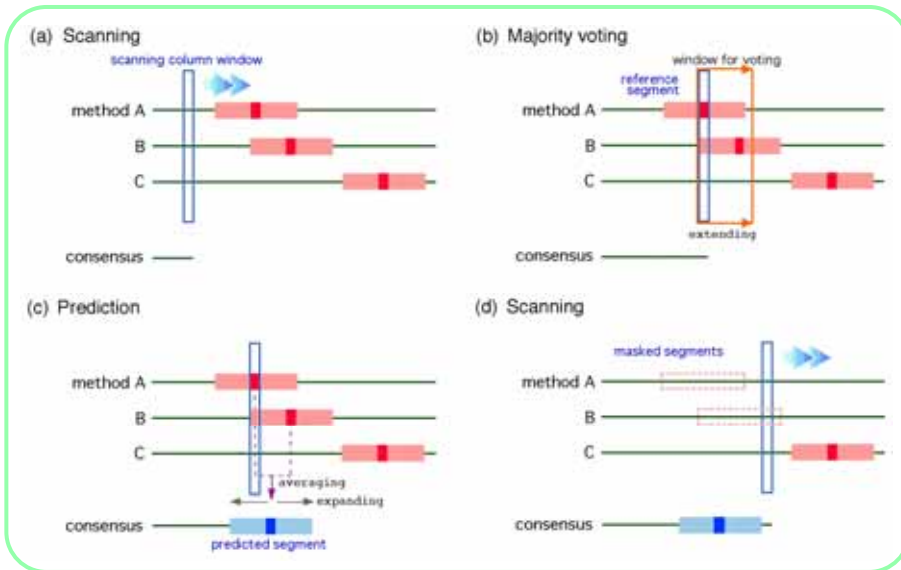 (a) Scanning
scanning column window
method A
B
C
consensus
(b) Majority voting
window for voting
reference
segment
method A
B
C
extending
consensus
(c) Prediction
method A
B
C
averaging
expanding
consensus
predicted segment
(d) Scanning
masked segments
method A
B
C
consensus